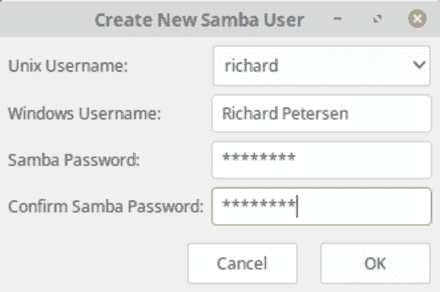 Create New Samba User
Unix Username: richard
Windows Username: Richard Petersen
Samba Password: ********
Confirm Samba Password: ********
Cancel OK